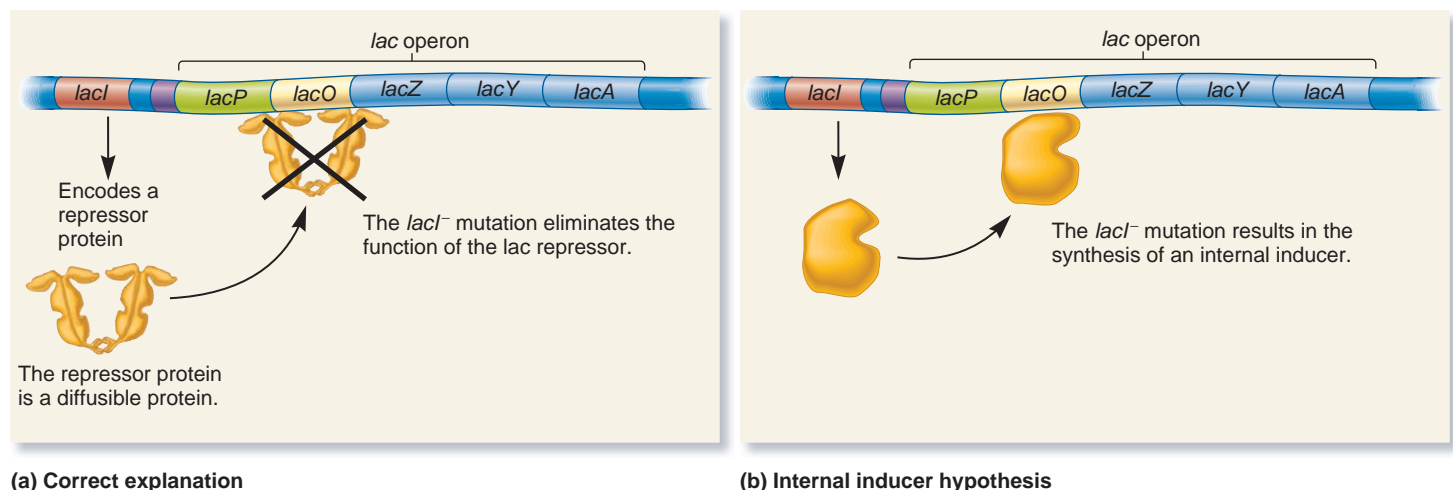 lac operon
lacI
lacP
lacO
lacZ
lacY
lacA
Encodes a
repressor
protein
The lacI– mutation eliminates the
function of the lac repressor.
The repressor protein
is a diffusible protein.
(a) Correct explanation
lac operon
lacI
lacP
lacO
lacZ
lacY
lacA
The lacI– mutation results in the
synthesis of an internal inducer.
(b) Internal inducer hypothesis